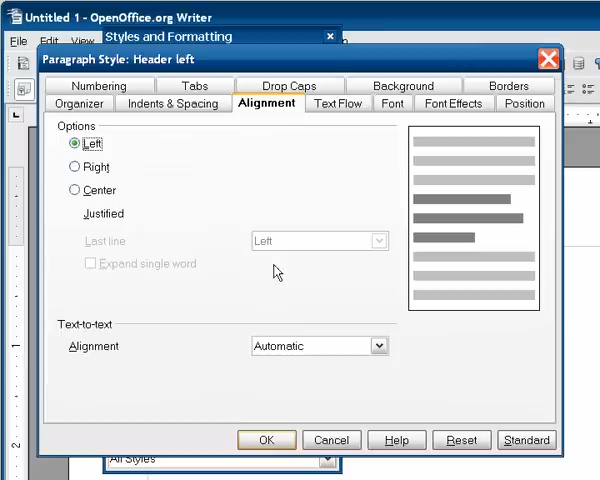 Untitled 1 - OpenOffice.org Writer
Styles and Formatting
File Edit View
Paragraph Style: Header left
Numbering Tabs Drop Caps Background Borders
Organizer Indents & Spacing Alignment Text Flow Font Font Effects Position
Options
Left
Right
Center
Justified
Last line Left
Expand single word
Text-to-text
Alignment Automatic
OK Cancel Help Reset Standard
All Styles
1
2